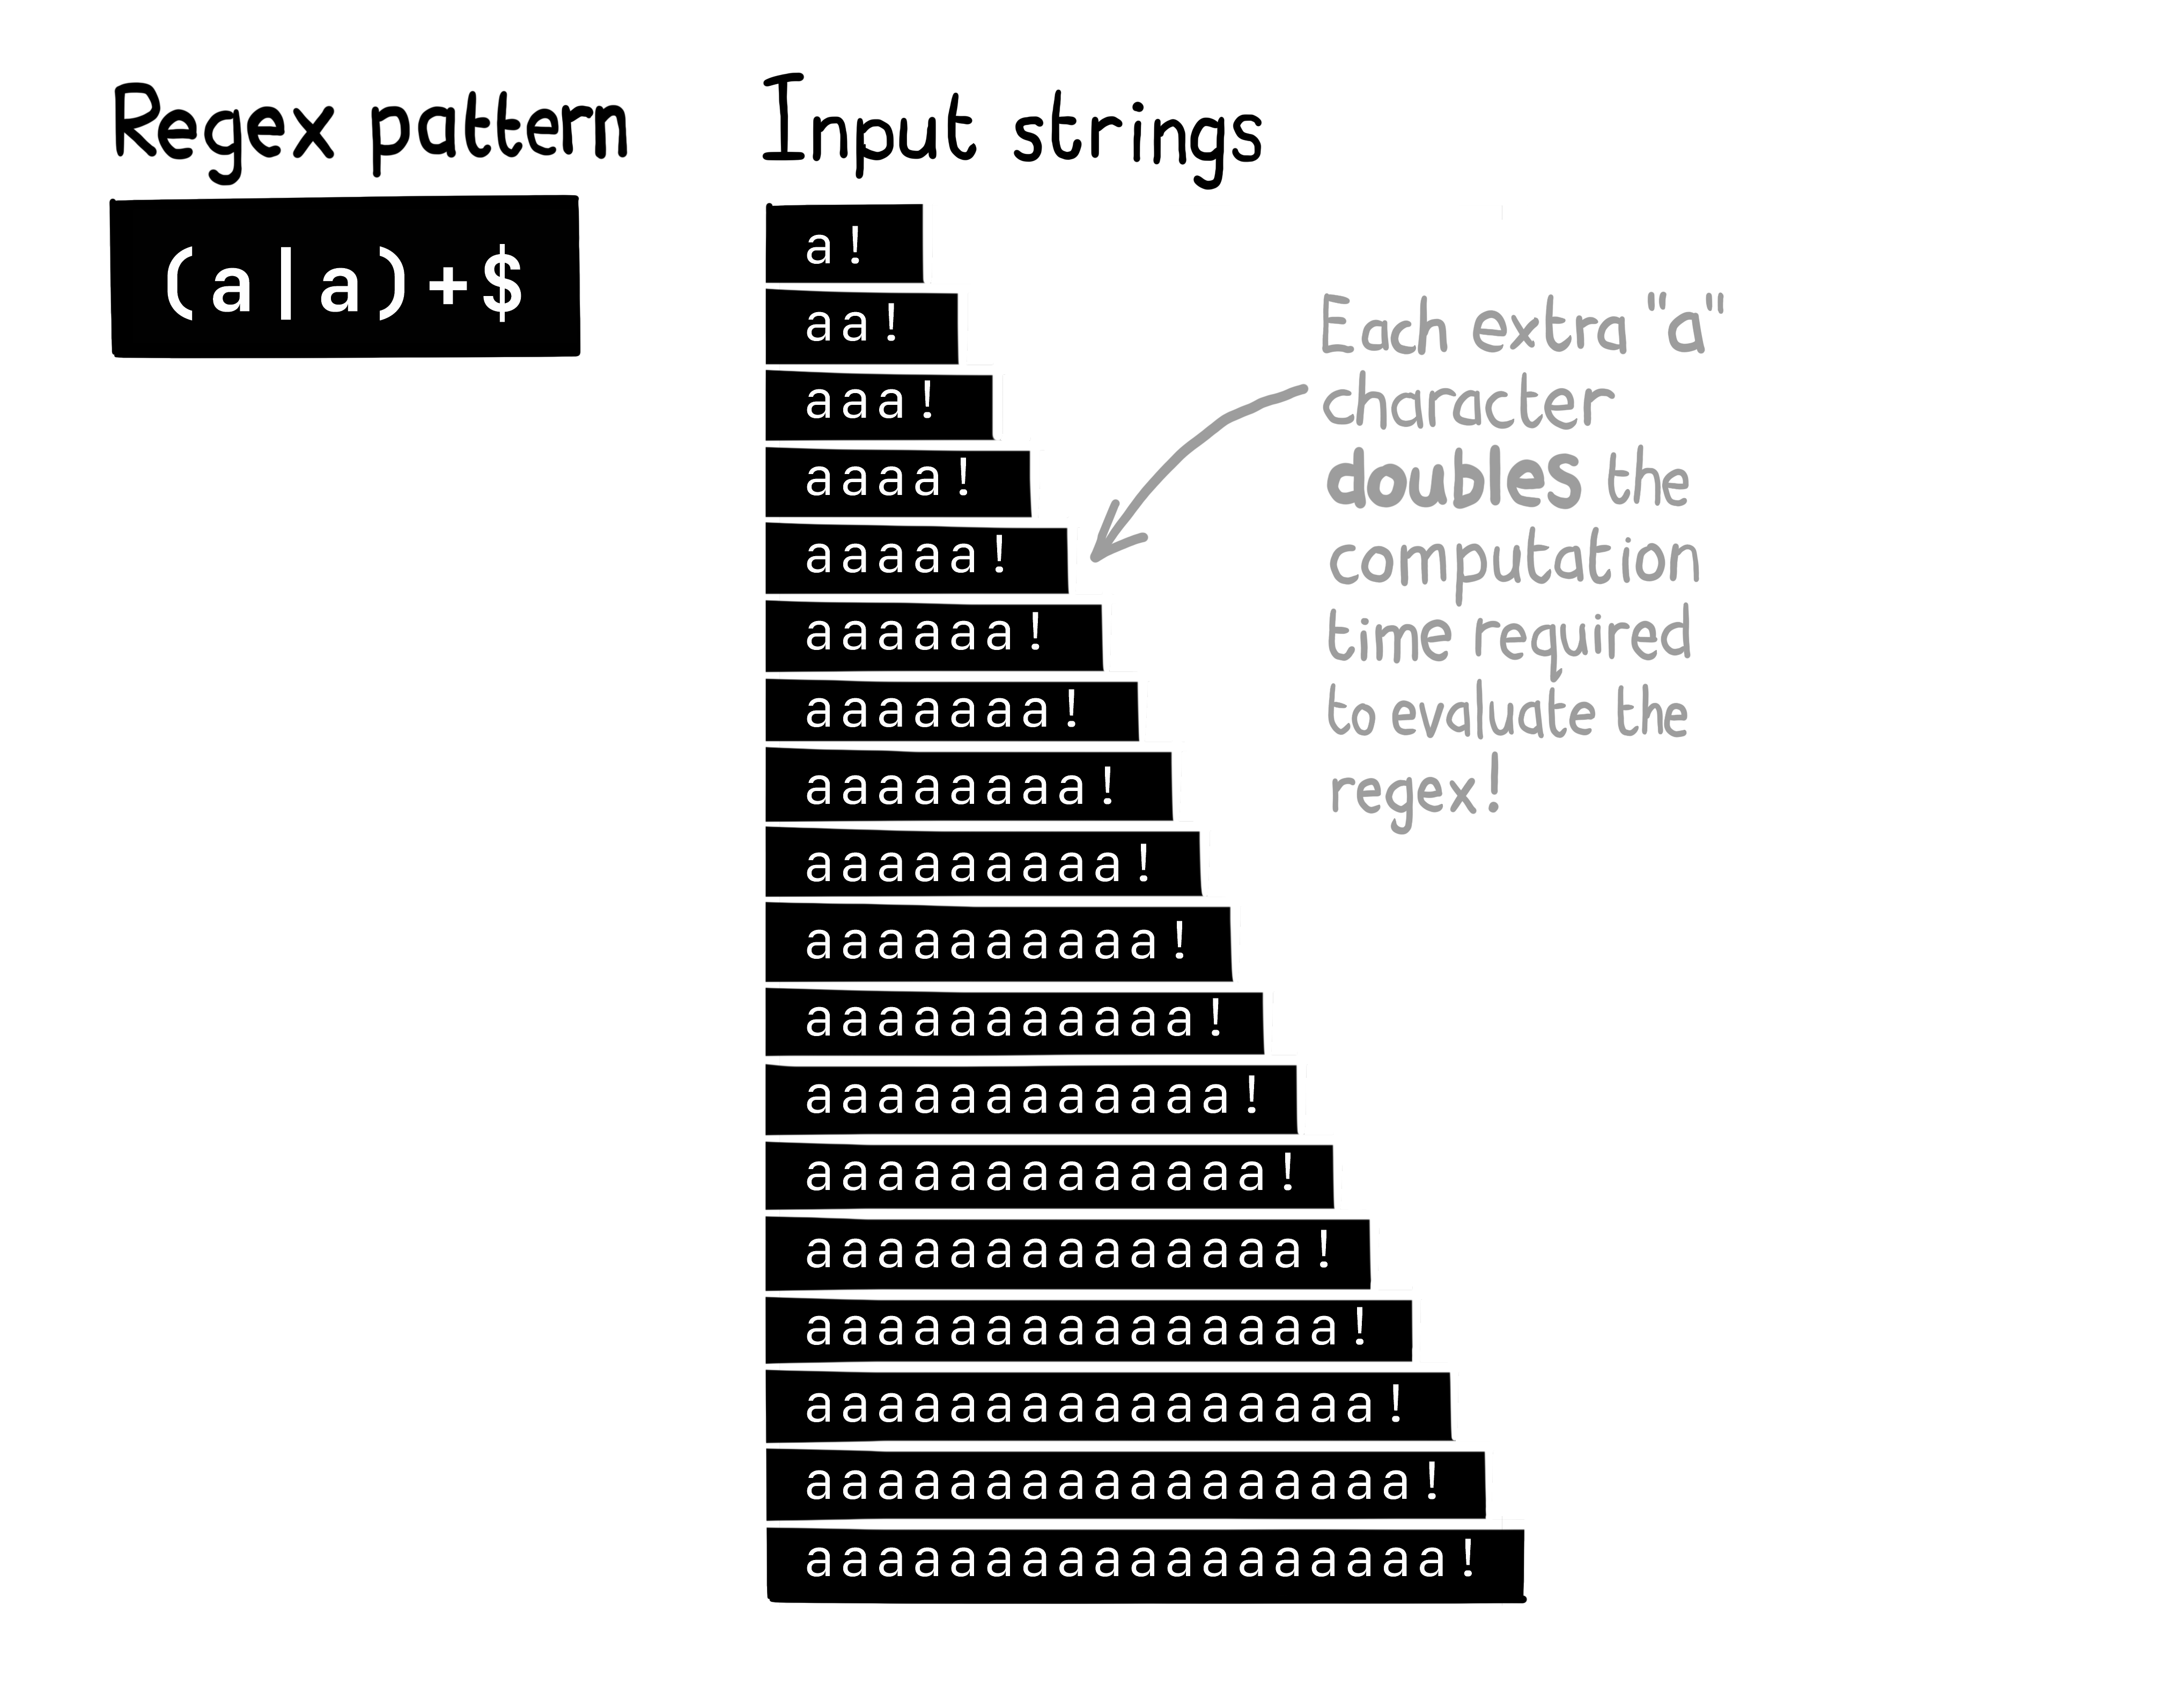 Regex pattern
(a|a)+$
Input strings
a!
aa!
aaa!
aaaa!
aaaaa!
aaaaaa!
aaaaaaa!
aaaaaaaa!
aaaaaaaaa!
aaaaaaaaaa!
aaaaaaaaaaa!
aaaaaaaaaaaa!
aaaaaaaaaaaaa!
aaaaaaaaaaaaaa!
aaaaaaaaaaaaaaa!
aaaaaaaaaaaaaaaa!
aaaaaaaaaaaaaaaaa!
aaaaaaaaaaaaaaaaaa!
Each extra "a"
character
doubles the
computation
time required
to evaluate the
regex!